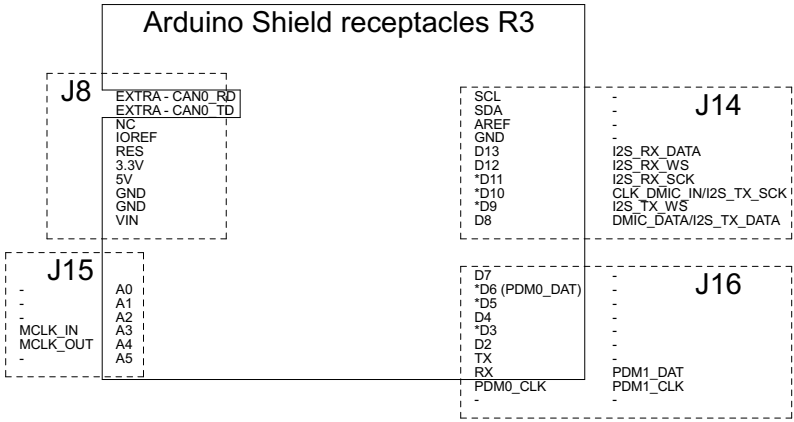 Arduino Shield receptacles R3
J8
EXTRA - CAN0_RD
EXTRA - CAN0_TD
NC
IOREF
RES
3.3V
5V
GND
GND
VIN
J14
SCL -
SDA -
AREF -
GND -
D13 I2S_RX_DATA
D12 I2S_RX_WS
*D11 I2S_RX_SCK
*D10 CLK_DMIC_IN/I2S_TX_SCK
*D9 I2S_TX_WS
D8 DMIC_DATA/I2S_TX_DATA
J15
- A0
- A1
- A2
MCLK_IN A3
MCLK_OUT A4
- A5
J16
D7 -
*D6 (PDM0_DAT) -
*D5 -
D4 -
*D3 -
D2 -
TX -
RX PDM1_DAT
PDM0_CLK PDM1_CLK
- -